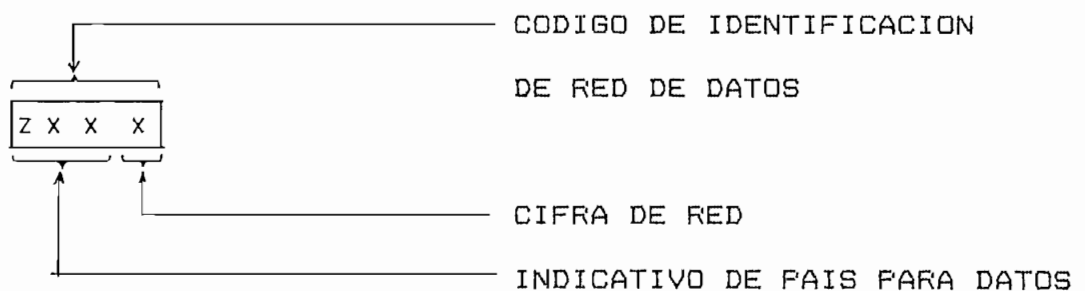 CODIGO DE IDENTIFICACION
DE RED DE DATOS
Z X X X
CIFRA DE RED
INDICATIVO DE PAIS PARA DATOS